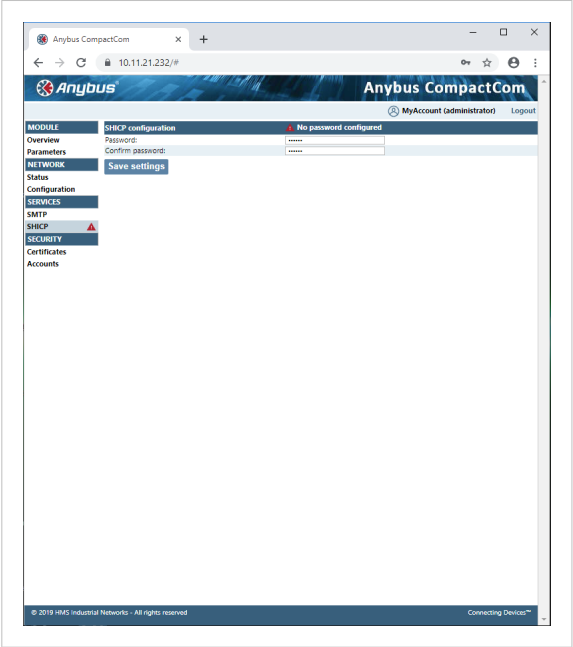 Anybus CompactCom
10.11.21.232/#
Anybus®
Anybus CompactCom
MyAccount (administrator) Logout
MODULE
Overview
Parameters
NETWORK
Status
Configuration
SERVICES
SMTP
SHICP
SECURITY
Certificates
Accounts
SHICP configuration No password configured
Password: ••••••
Confirm password: ••••••
Save settings
© 2019 HMS Industrial Networks - All rights reserved Connecting Devices™